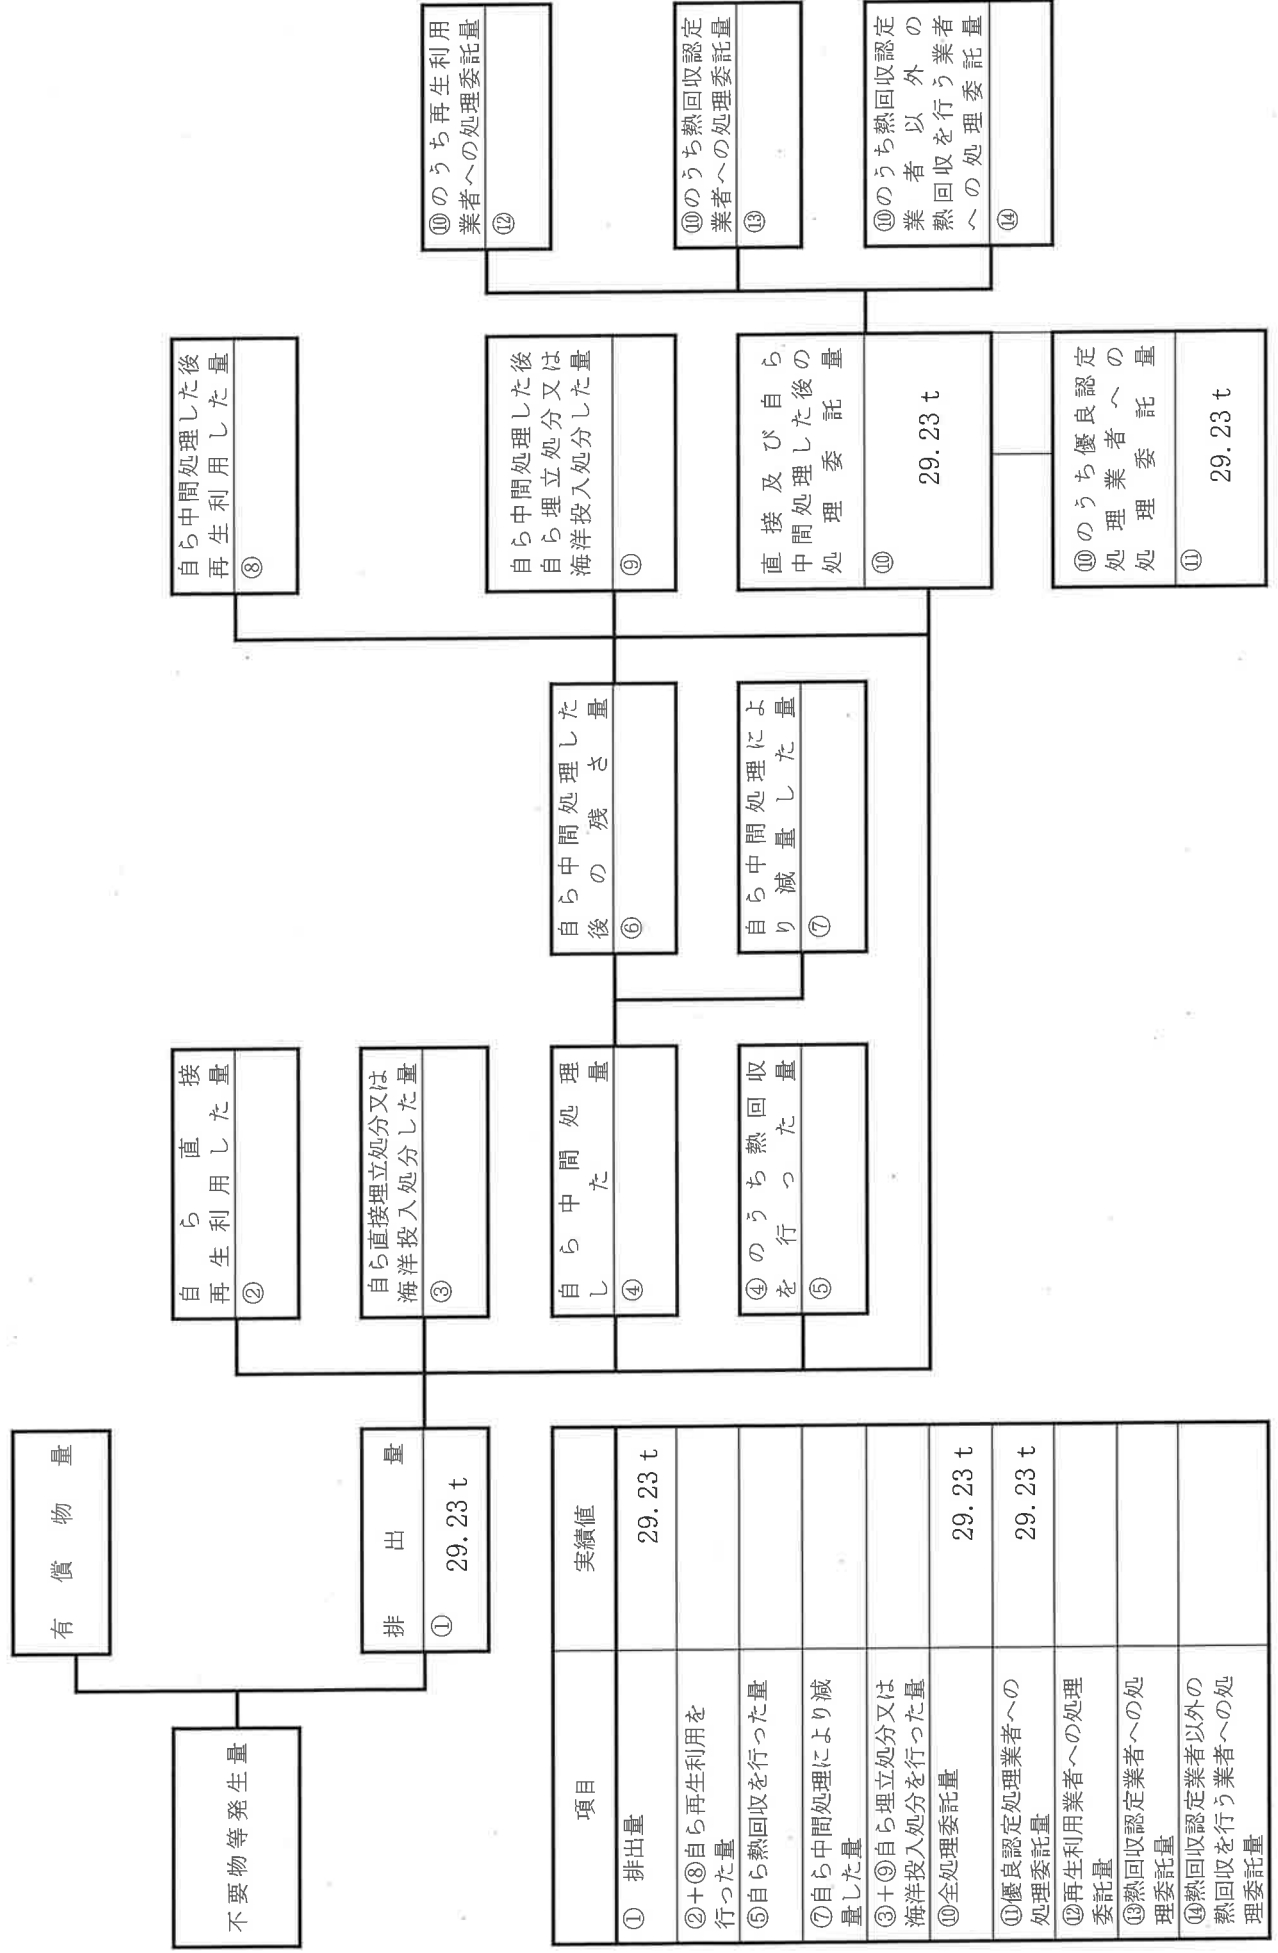 有償物量
不要物等発生量
排出量
①
29.23 t
自ら直接
再生利用した量
②
自ら直接埋立処分又は
海洋投入処分した量
③
自ら中間処理
した量
④
④のうち熱回収
を行った量
⑤
自ら中間処理した
後の残さ量
⑥
自ら中間処理によ
り減量した量
⑦
自ら中間処理した後
再生利用した量
⑧
自ら中間処理した後
自ら埋立処分又は
海洋投入処分した量
⑨
直接及び自ら
中間処理した後の
処理委託量
⑩
29.23 t
⑩のうち優良認定
処理業者への
処理委託量
⑪
29.23 t
⑩のうち再生利用
業者への処理委託量
⑫
⑩のうち熱回収認定
業者への処理委託量
⑬
⑩のうち熱回収認定
業者以外の
熱回収を行う業者
への処理委託量
⑭
項目 実績値
① 排出量 29.23 t
②+⑧自ら再生利用を
行った量
⑤自ら熱回収を行った量
⑦自ら中間処理により減
量した量
③+⑨自ら埋立処分又は
海洋投入処分を行った量
⑩全処理委託量 29.23 t
⑪優良認定処理業者への
処理委託量 29.23 t
⑫再生利用業者への処理
委託量
⑬熱回収認定業者への処
理委託量
⑭熱回収認定業者以外の
熱回収を行う業者への処
理委託量